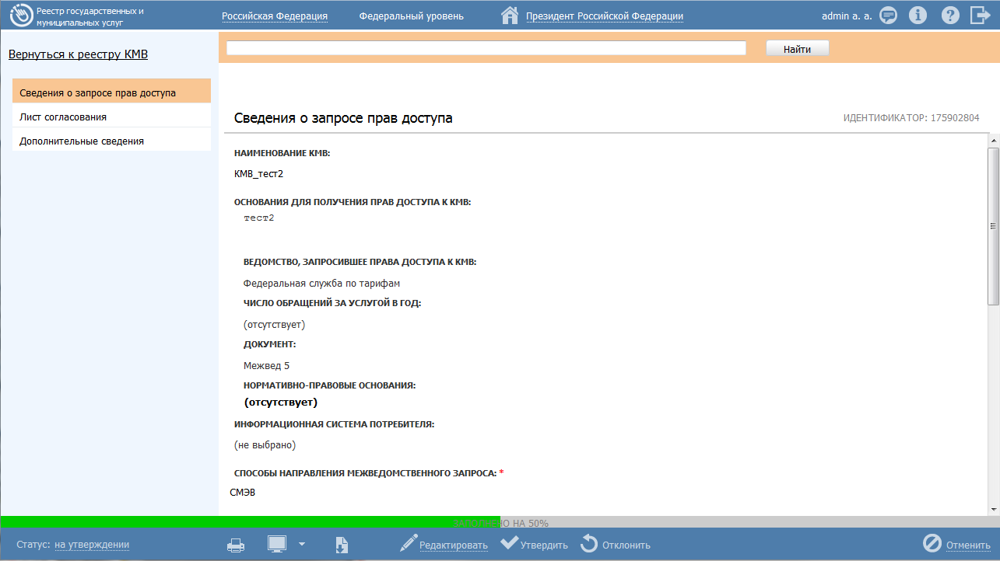 Реестр государственных и
муниципальных услуг
Российская Федерация
Федеральный уровень
Президент Российской Федерации
admin a. a.
Вернуться к реестру КМВ
Найти
Сведения о запросе прав доступа
Лист согласования
Дополнительные сведения
Сведения о запросе прав доступа
ИДЕНТИФИКАТОР: 175902804
НАИМЕНОВАНИЕ КМВ:
КМВ_тест2
ОСНОВАНИЯ ДЛЯ ПОЛУЧЕНИЯ ПРАВ ДОСТУПА К КМВ:
тест2
ВЕДОМСТВО, ЗАПРОСИВШЕЕ ПРАВА ДОСТУПА К КМВ:
Федеральная служба по тарифам
ЧИСЛО ОБРАЩЕНИЙ ЗА УСЛУГОЙ В ГОД:
(отсутствует)
ДОКУМЕНТ:
Межвед 5
НОРМАТИВНО-ПРАВОВЫЕ ОСНОВАНИЯ:
(отсутствует)
ИНФОРМАЦИОННАЯ СИСТЕМА ПОТРЕБИТЕЛЯ:
(не выбрано)
СПОСОБЫ НАПРАВЛЕНИЯ МЕЖВЕДОМСТВЕННОГО ЗАПРОСА: *
СМЭВ
ЗАПОЛНЕНО НА 50%
Статус: на утверждении
Редактировать
Утвердить
Отклонить
Отменить